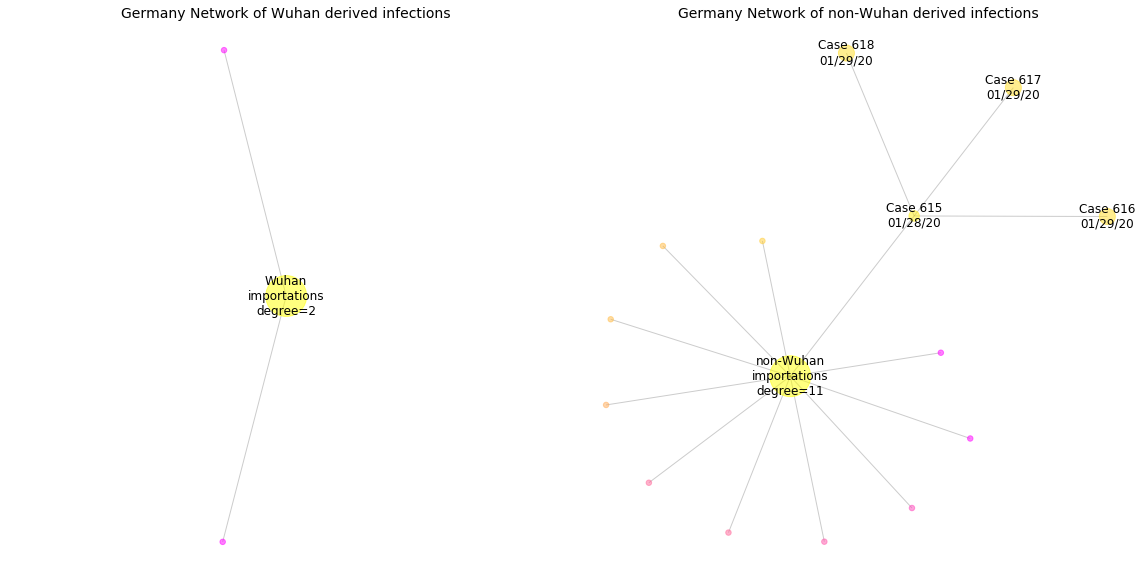 Germany Network of Wuhan derived infections
Wuhan
importations
degree=2
Germany Network of non-Wuhan derived infections
Case 618
01/29/20
Case 617
01/29/20
Case 615
01/28/20
Case 616
01/29/20
non-Wuhan
importations
degree=11